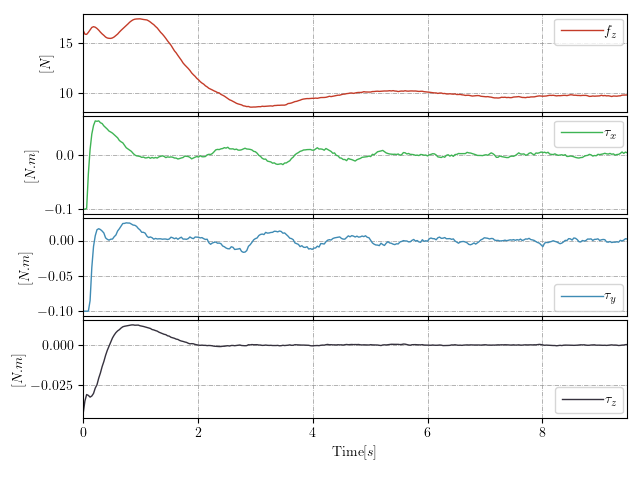 [N]
15
10
f_z
[N.m]
0.0
−0.1
τ_x
[N.m]
0.00
−0.05
−0.10
τ_y
[N.m]
0.000
−0.025
τ_z
0 2 4 6 8
Time[s]